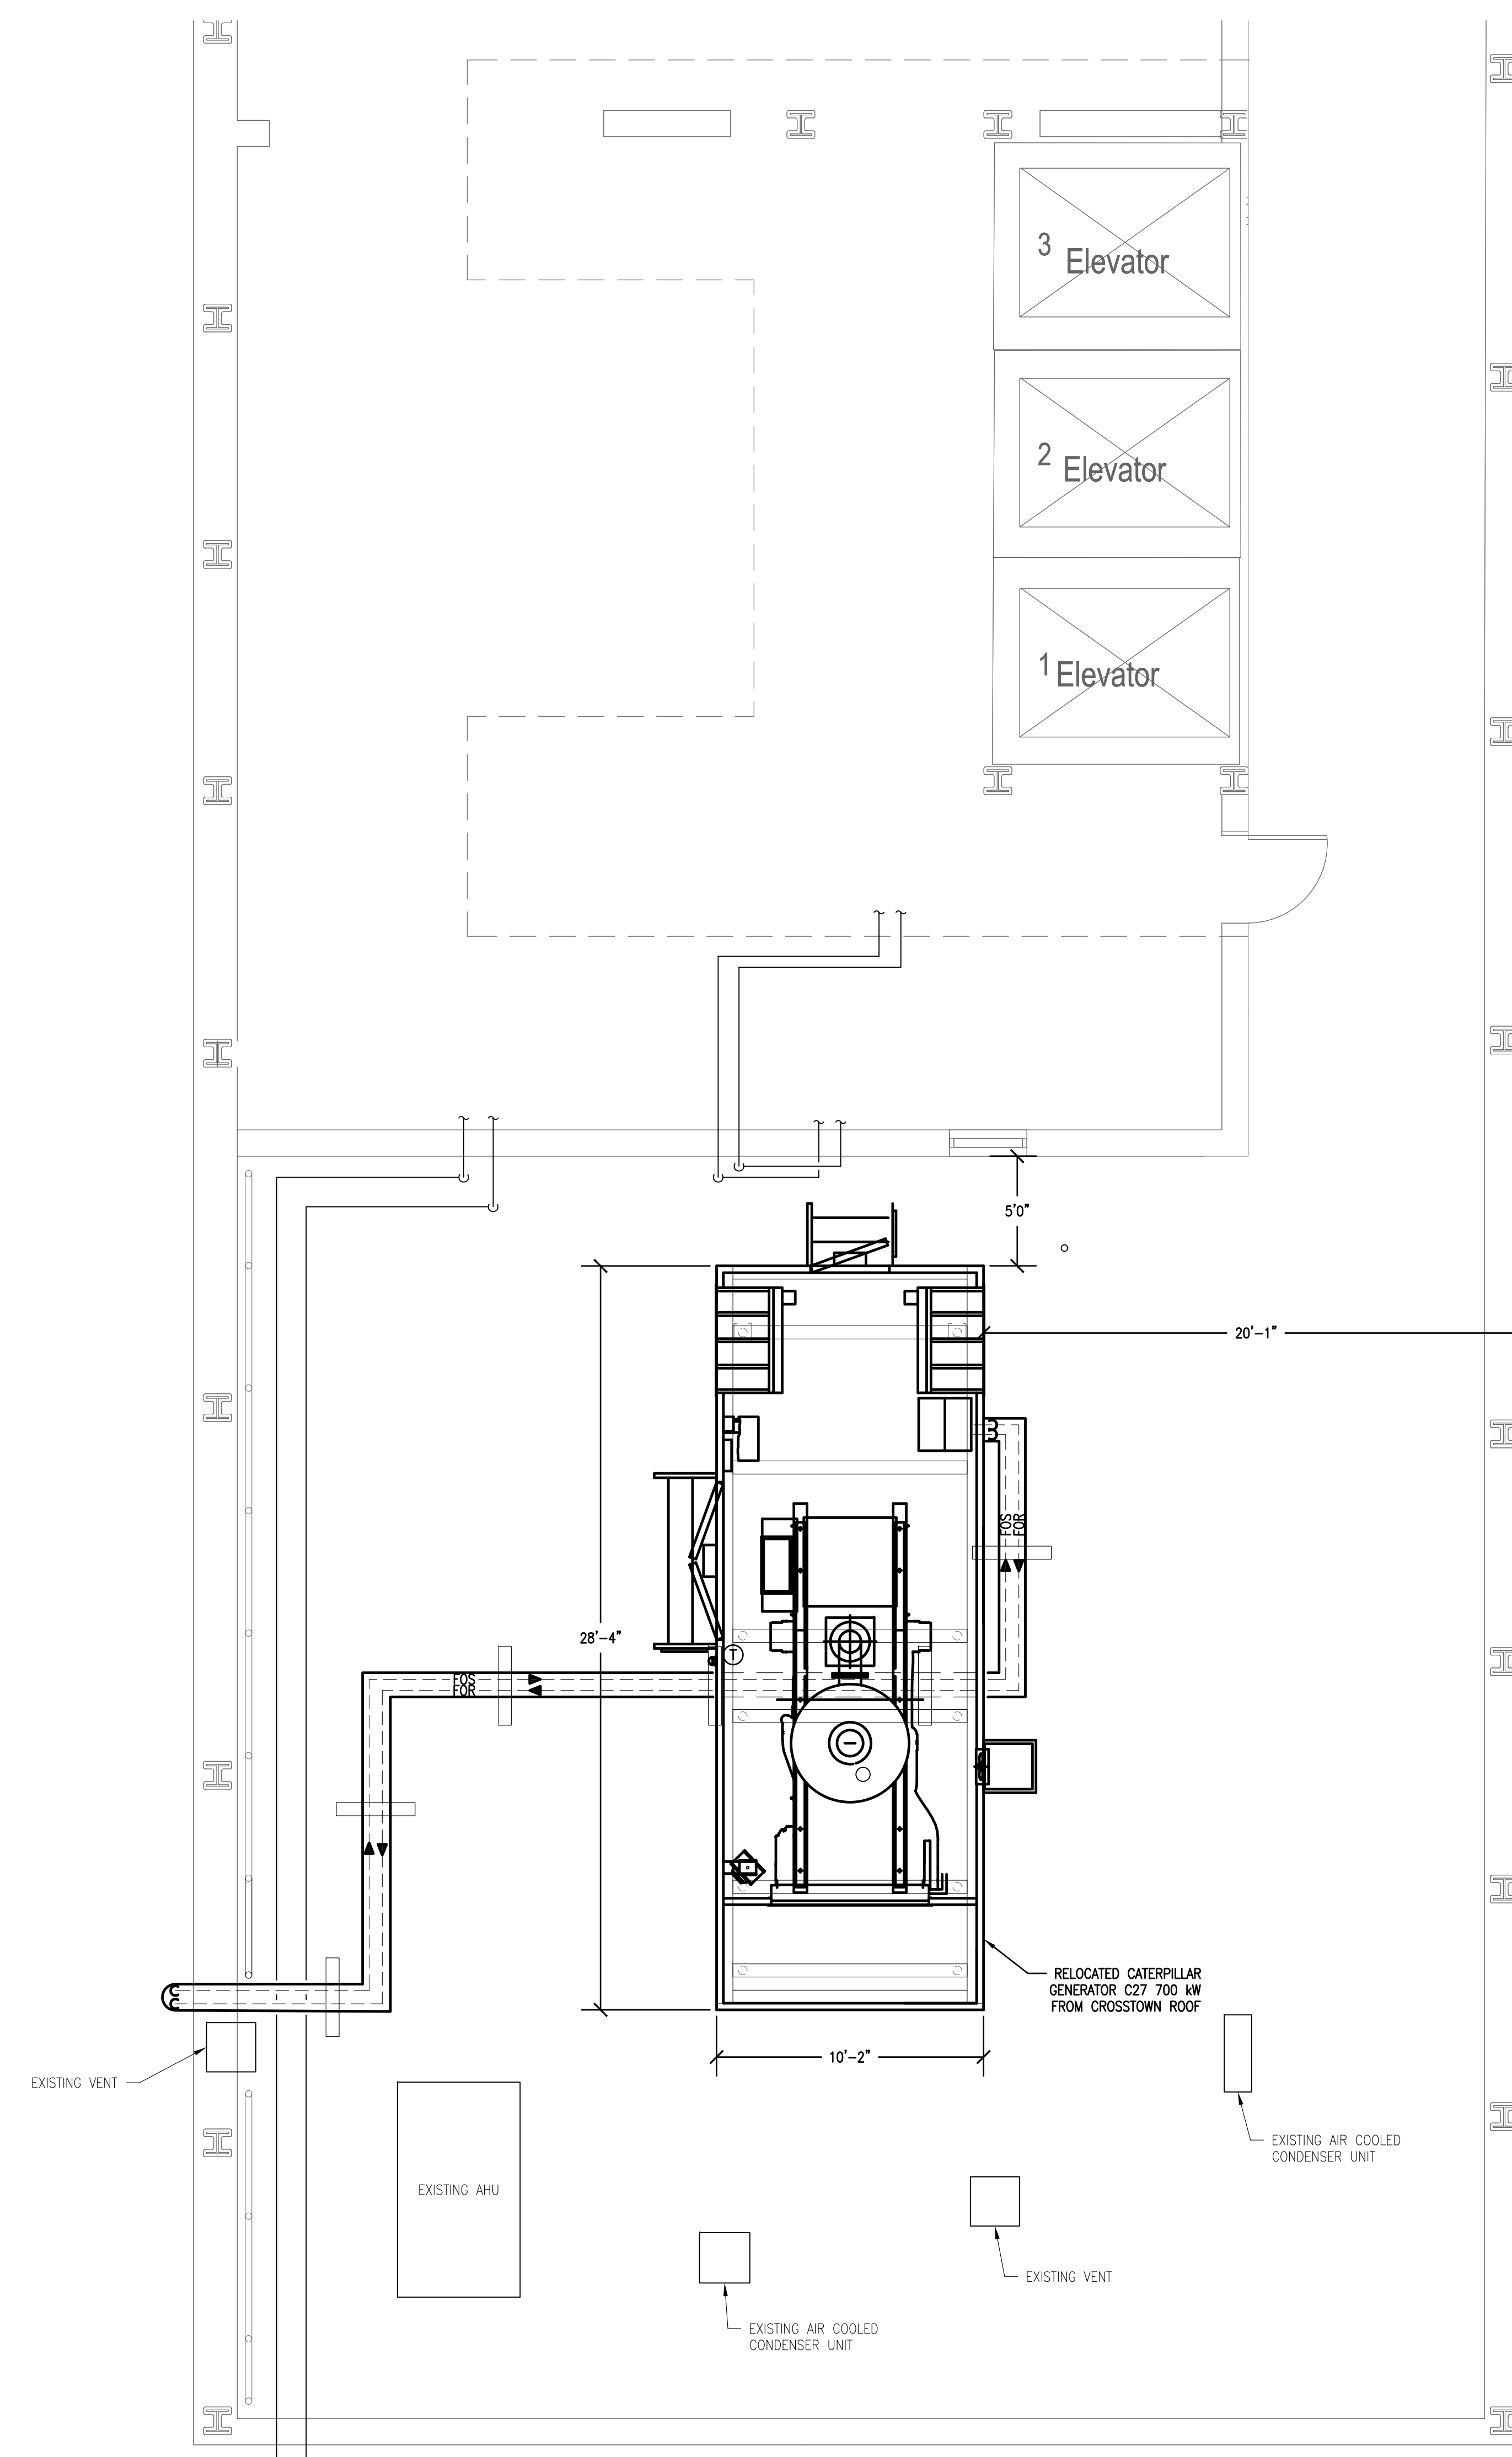 3
Elevator
2
Elevator
1
Elevator
5'0"
20'-1"
FOS
FOR
28'-4"
T
FOS
FOR
RELOCATED CATERPILLAR
GENERATOR C27 700 kW
FROM CROSSTOWN ROOF
10'-2"
EXISTING VENT
EXISTING AIR COOLED
CONDENSER UNIT
EXISTING AHU
EXISTING VENT
EXISTING AIR COOLED
CONDENSER UNIT